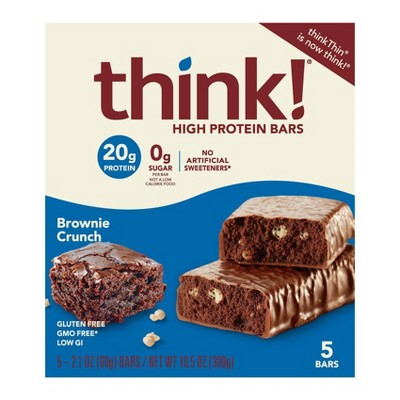 thinkThin®
is now think!®
think!®
HIGH PROTEIN BARS
20g
PROTEIN
0g
SUGAR
PER BAR
NOT A LOW
CALORIE FOOD
NO
ARTIFICIAL
SWEETENERS*
Brownie
Crunch
GLUTEN FREE
GMO FREE*
LOW GI
5 – 2.1 OZ (60g) BARS / NET WT 10.5 OZ (300g)
5
BARS